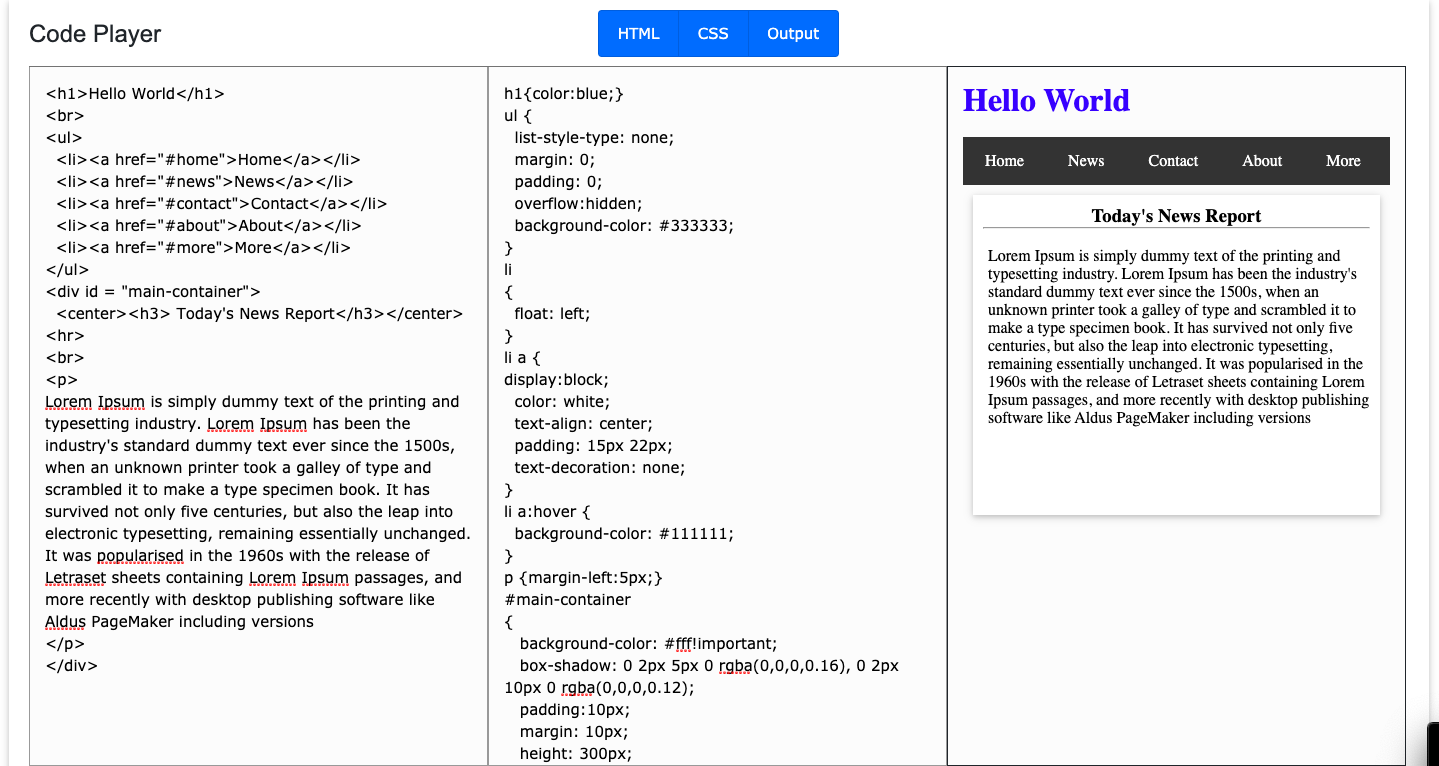 Code Player
HTML CSS Output
<h1>Hello World</h1>
<br>
<ul>
  <li><a href="#home">Home</a></li>
  <li><a href="#news">News</a></li>
  <li><a href="#contact">Contact</a></li>
  <li><a href="#about">About</a></li>
  <li><a href="#more">More</a></li>
</ul>
<div id = "main-container">
  <center><h3> Today's News Report</h3></center>
<hr>
<br>
<p>
Lorem Ipsum is simply dummy text of the printing and
typesetting industry. Lorem Ipsum has been the
industry's standard dummy text ever since the 1500s,
when an unknown printer took a galley of type and
scrambled it to make a type specimen book. It has
survived not only five centuries, but also the leap into
electronic typesetting, remaining essentially unchanged.
It was popularised in the 1960s with the release of
Letraset sheets containing Lorem Ipsum passages, and
more recently with desktop publishing software like
Aldus PageMaker including versions
</p>
</div>
h1{color:blue;}
ul {
  list-style-type: none;
  margin: 0;
  padding: 0;
  overflow:hidden;
  background-color: #333333;
}
li
{
  float: left;
}
li a {
display:block;
  color: white;
  text-align: center;
  padding: 15px 22px;
  text-decoration: none;
}
li a:hover {
  background-color: #111111;
}
p {margin-left:5px;}
#main-container
{
   background-color: #fff!important;
   box-shadow: 0 2px 5px 0 rgba(0,0,0,0.16), 0 2px
10px 0 rgba(0,0,0,0.12);
   padding:10px;
   margin: 10px;
   height: 300px;
Hello World
Home News Contact About More
Today's News Report
Lorem Ipsum is simply dummy text of the printing and
typesetting industry. Lorem Ipsum has been the industry's
standard dummy text ever since the 1500s, when an
unknown printer took a galley of type and scrambled it to
make a type specimen book. It has survived not only five
centuries, but also the leap into electronic typesetting,
remaining essentially unchanged. It was popularised in the
1960s with the release of Letraset sheets containing Lorem
Ipsum passages, and more recently with desktop publishing
software like Aldus PageMaker including versions